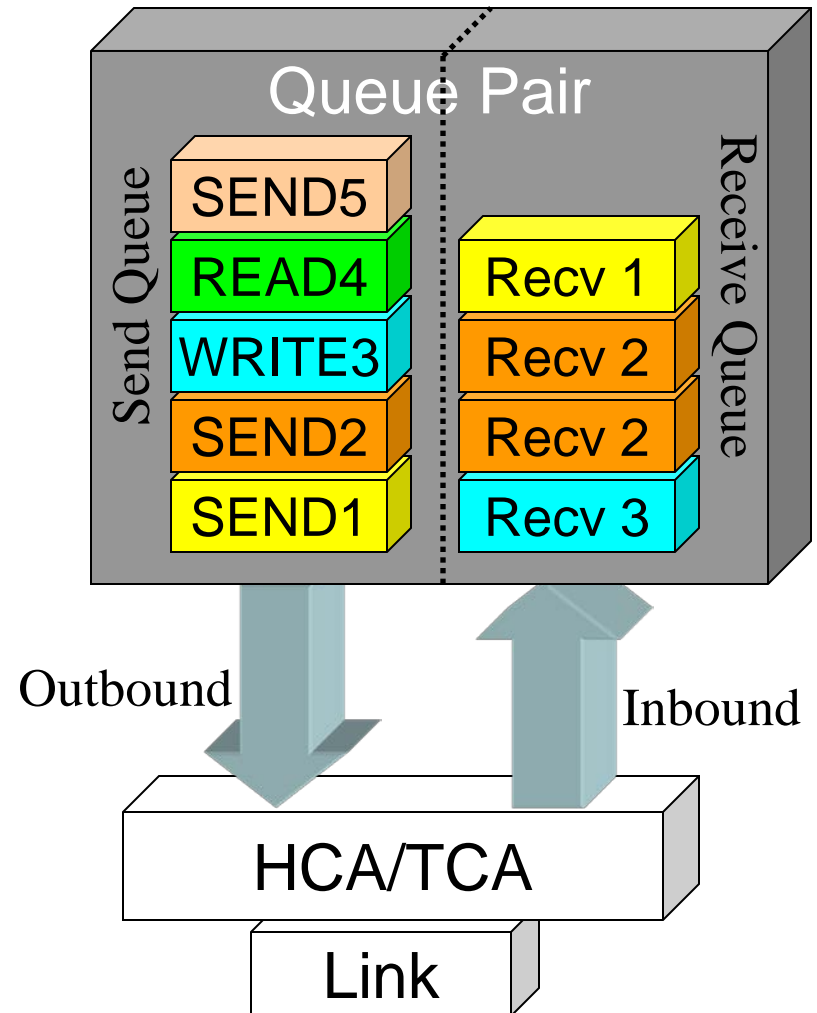 Queue Pair
Send Queue
SEND5
READ4
WRITE3
SEND2
SEND1
Recv 1
Recv 2
Recv 2
Recv 3
Receive Queue
Outbound
Inbound
HCA/TCA
Link